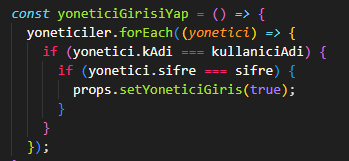 const yoneticiGirisiYap = () => {
yoneticiler.forEach((yonetici) => {
if (yonetici.kAdi === kullaniciAdi) {
if (yonetici.sifre === sifre) {
props.setYoneticiGiris(true);
}
}
});